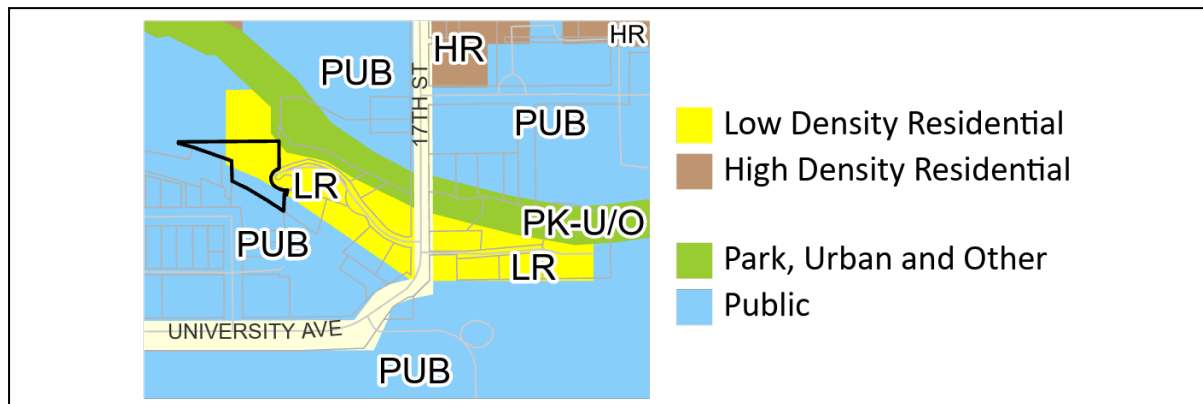 HR
HR
PUB
17TH ST
PUB
LR
PK-U/O
PUB
LR
UNIVERSITY AVE
PUB
Low Density Residential
High Density Residential
Park, Urban and Other
Public